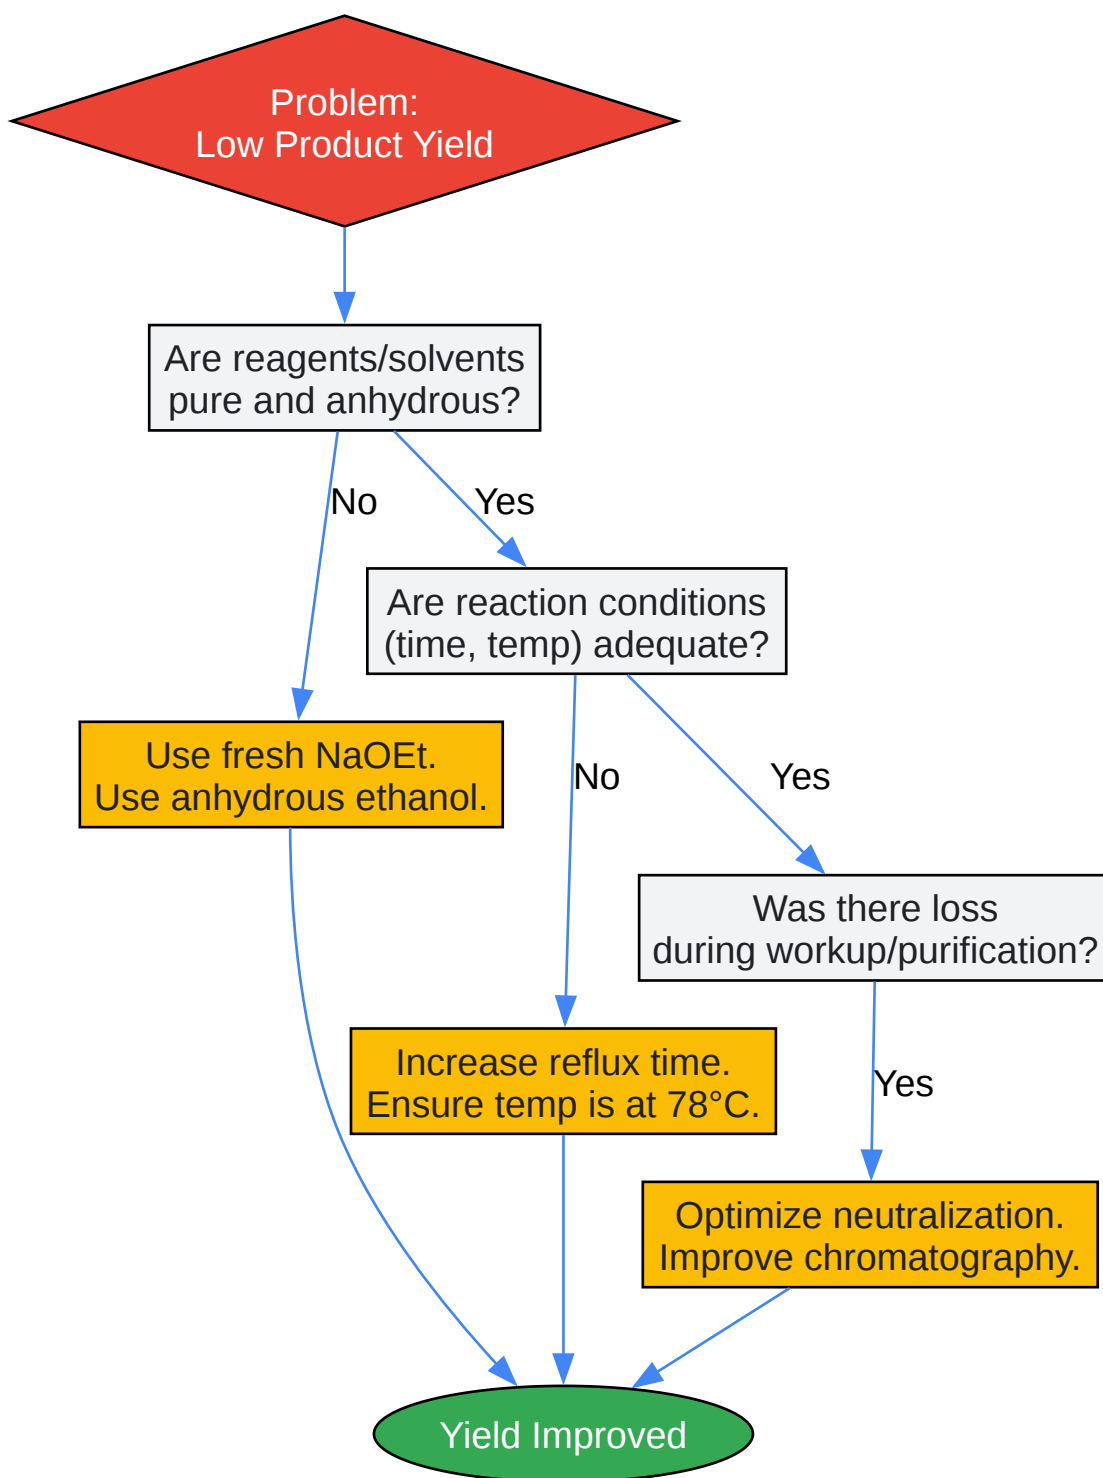 Problem:
Low Product Yield
Are reagents/solvents
pure and anhydrous?
No
Yes
Are reaction conditions
(time, temp) adequate?
Use fresh NaOEt.
Use anhydrous ethanol.
No
Yes
Was there loss
during workup/purification?
Increase reflux time.
Ensure temp is at 78°C.
Yes
Optimize neutralization.
Improve chromatography.
Yield Improved